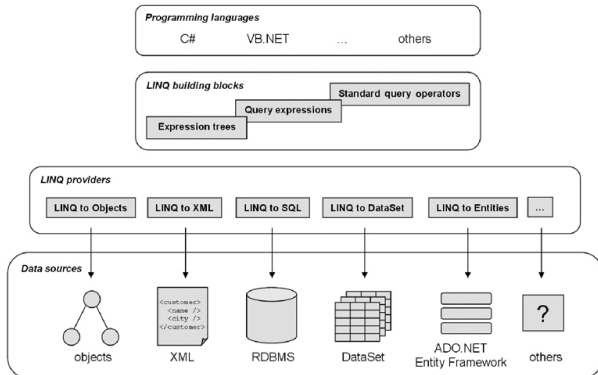 Programming languages
C# VB.NET ... others
LINQ building blocks
Standard query operators
Query expressions
Expression trees
LINQ providers
LINQ to Objects LINQ to XML LINQ to SQL LINQ to DataSet LINQ to Entities ...
Data sources
<customer>
<name />
<city />
</customer>
?
objects XML RDBMS DataSet ADO.NET
Entity Framework others